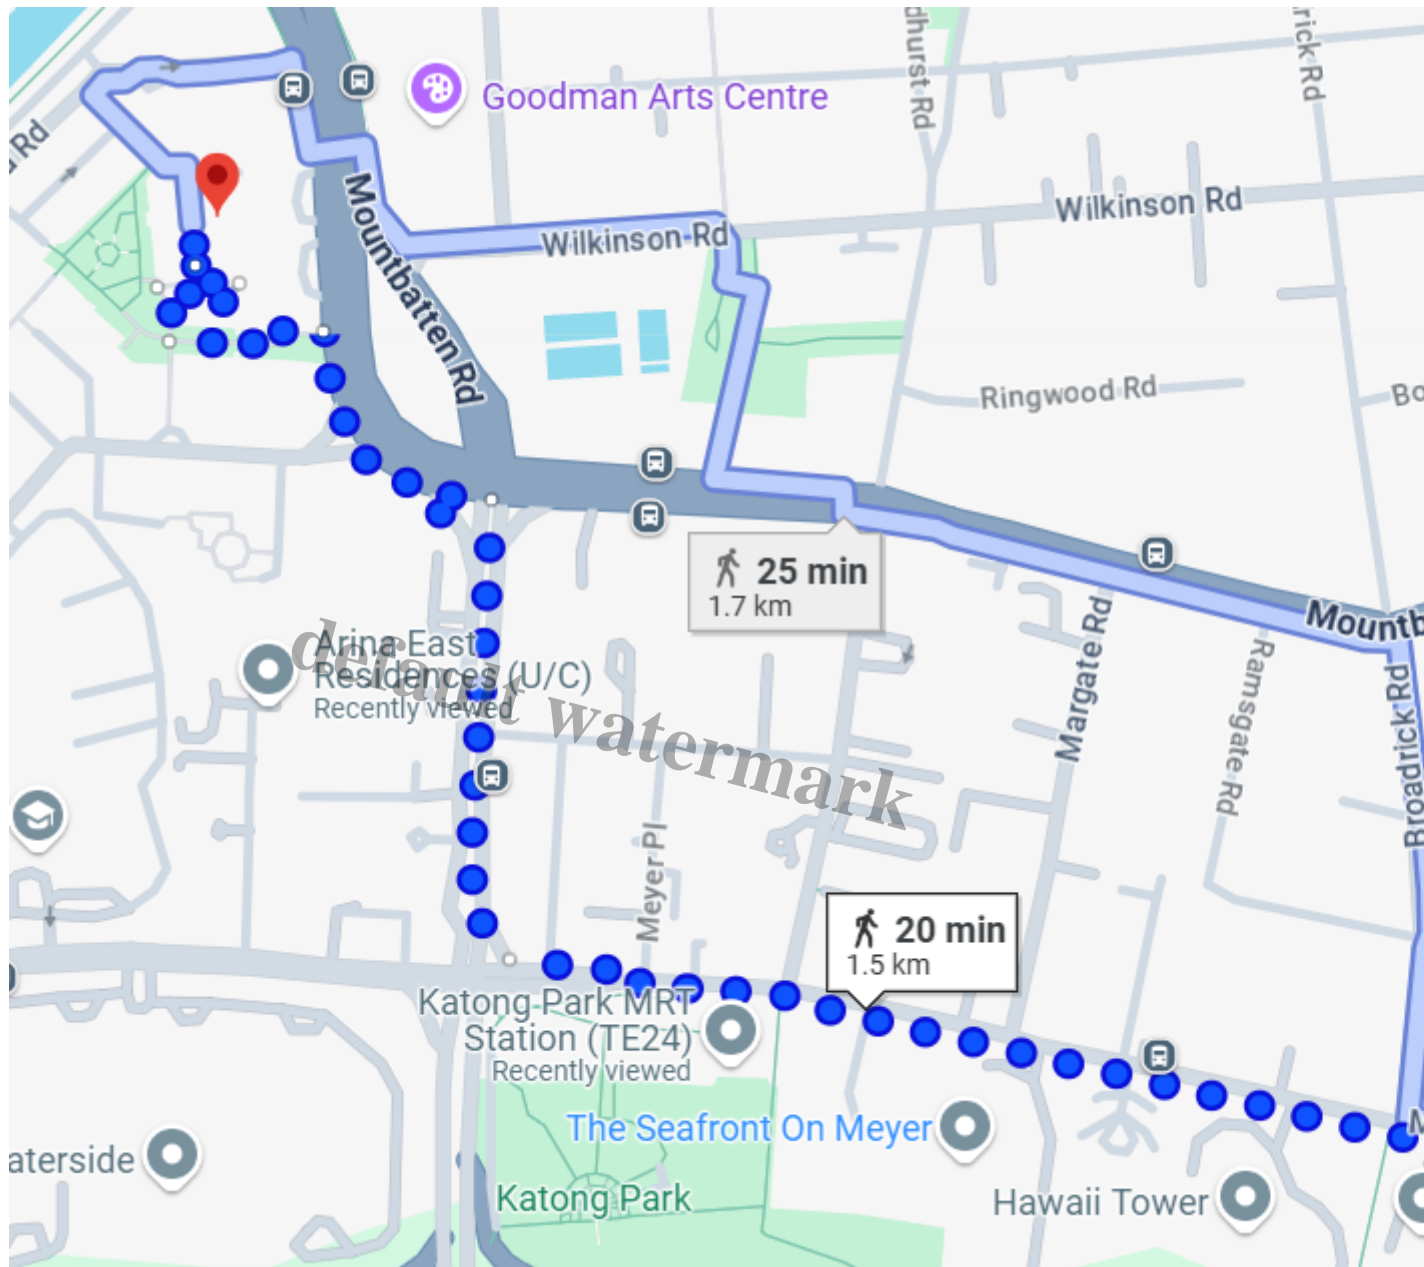 Goodman Arts Centre
Rd
Mountbatten Rd
Wilkinson Rd
Wilkinson Rd
Ringwood Rd
25 min
1.7 km
Arina East
Residences (U/C)
Recently viewed
default watermark
Margate Rd
Ramsgate Rd
Broadrick Rd
Meyer Pl
20 min
1.5 km
Katong Park MRT
Station (TE24)
Recently viewed
The Seafront On Meyer
Katong Park
Hawaii Tower